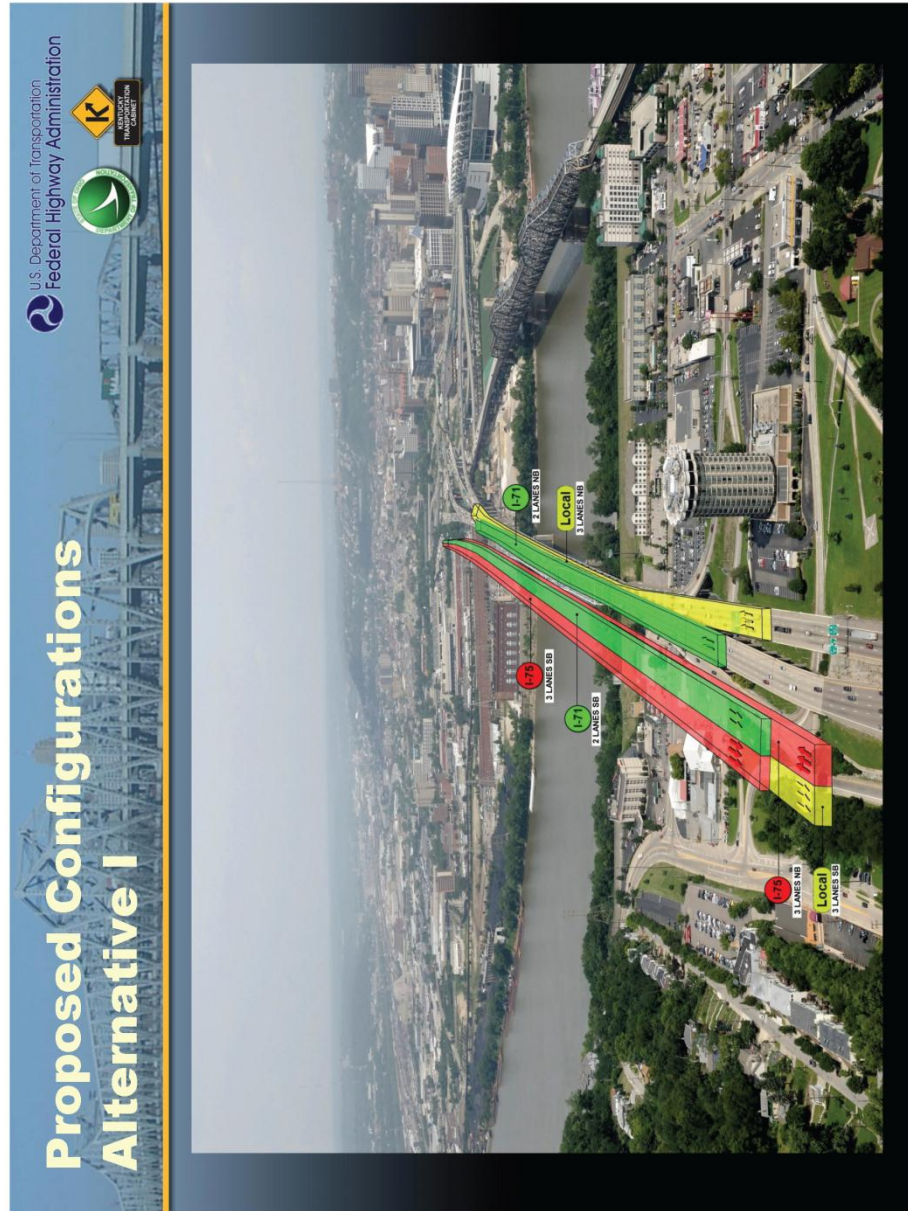 Proposed Configurations
Alternative I
U.S. Department of Transportation
Federal Highway Administration
KENTUCKY
TRANSPORTATION
CABINET
I-75
3 LANES SB
I-71
2 LANES SB
I-71
2 LANES NB
Local
3 LANES NB
I-75
3 LANES NB
Local
3 LANES SB